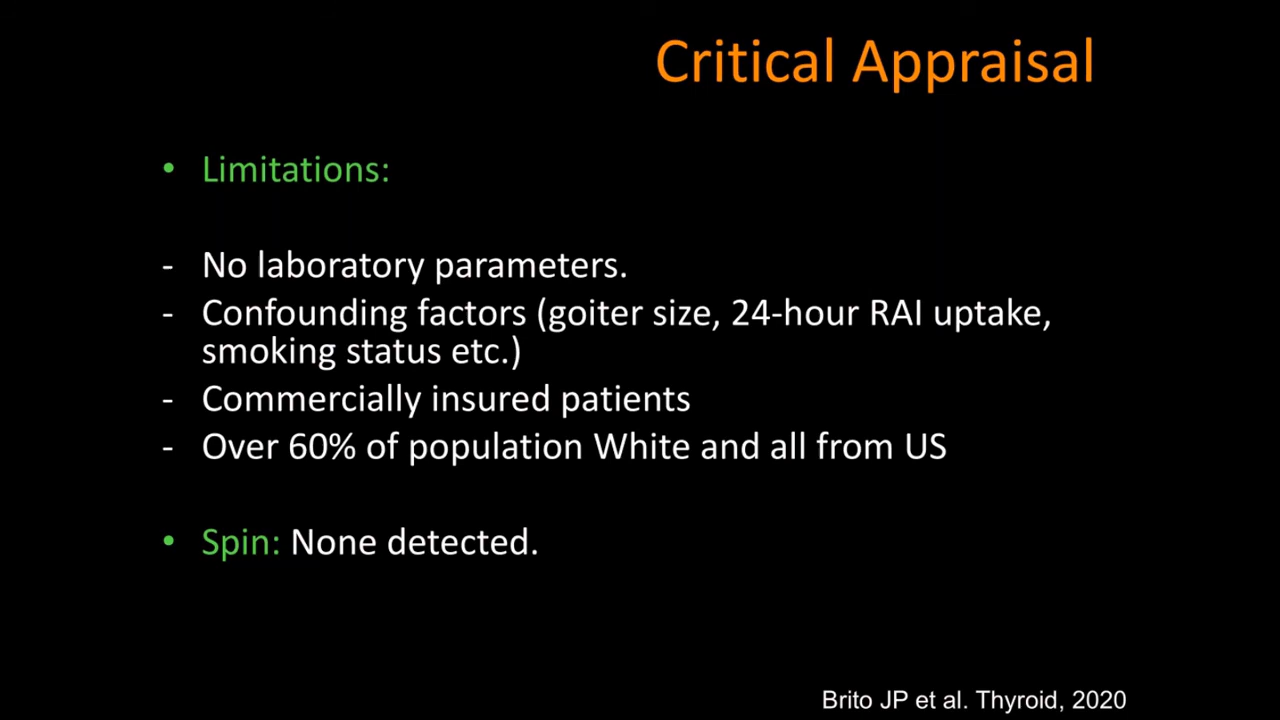 Critical Appraisal
• Limitations:
- No laboratory parameters.
- Confounding factors (goiter size, 24-hour RAI uptake,
smoking status etc.)
- Commercially insured patients
- Over 60% of population White and all from US
• Spin: None detected.
Brito JP et al. Thyroid, 2020